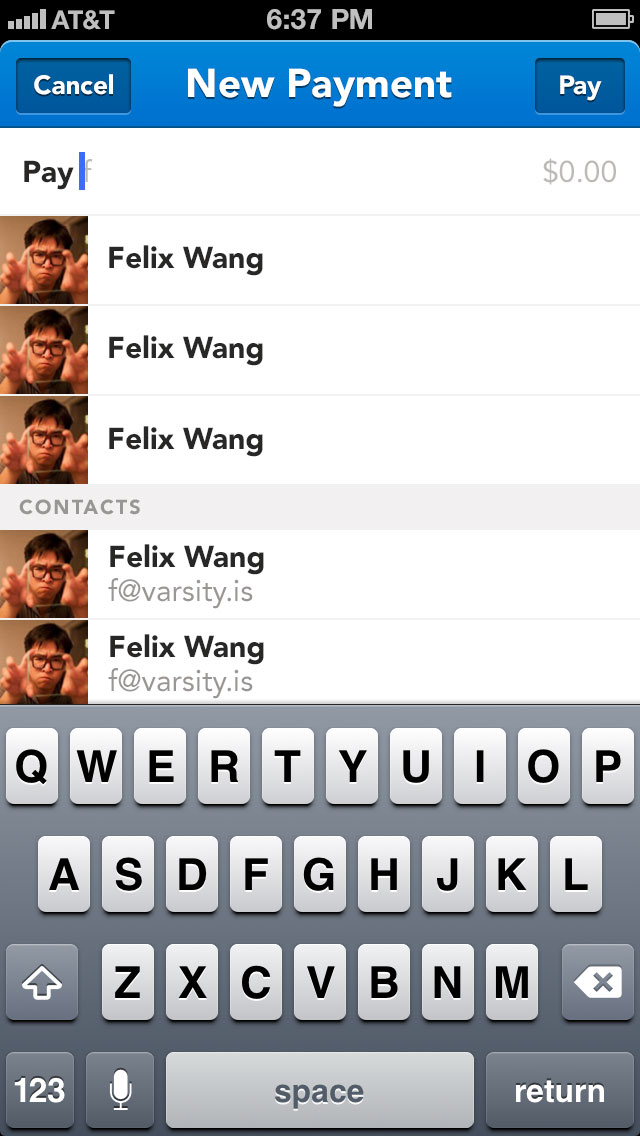 AT&T 6:37 PM
Cancel New Payment Pay
Pay f $0.00
Felix Wang
Felix Wang
Felix Wang
CONTACTS
Felix Wang
f@varsity.is
Felix Wang
f@varsity.is
Q W E R T Y U I O P
A S D F G H J K L
Z X C V B N M
123 space return